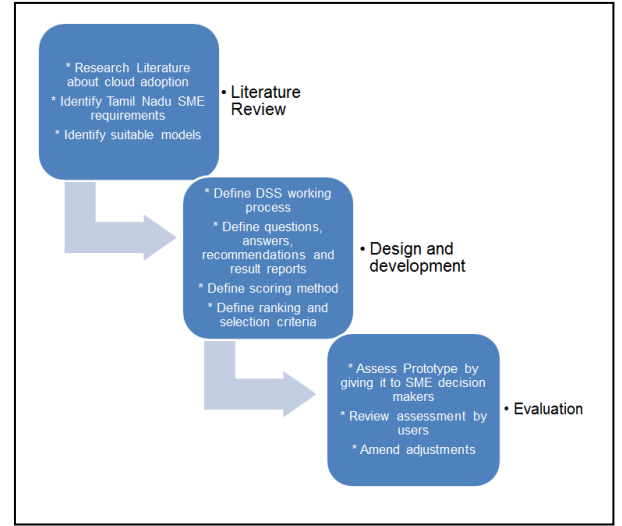 * Research Literature
about cloud adoption
* Identify Tamil Nadu SME
requirements
* Identify suitable models
• Literature
Review
* Define DSS working
process
* Define questions,
answers,
recommendations and
result reports
* Define scoring method
* Define ranking and
selection criteria
• Design and
development
* Assess Prototype by
giving it to SME decision
makers
* Review assessment by
users
* Amend adjustments
• Evaluation